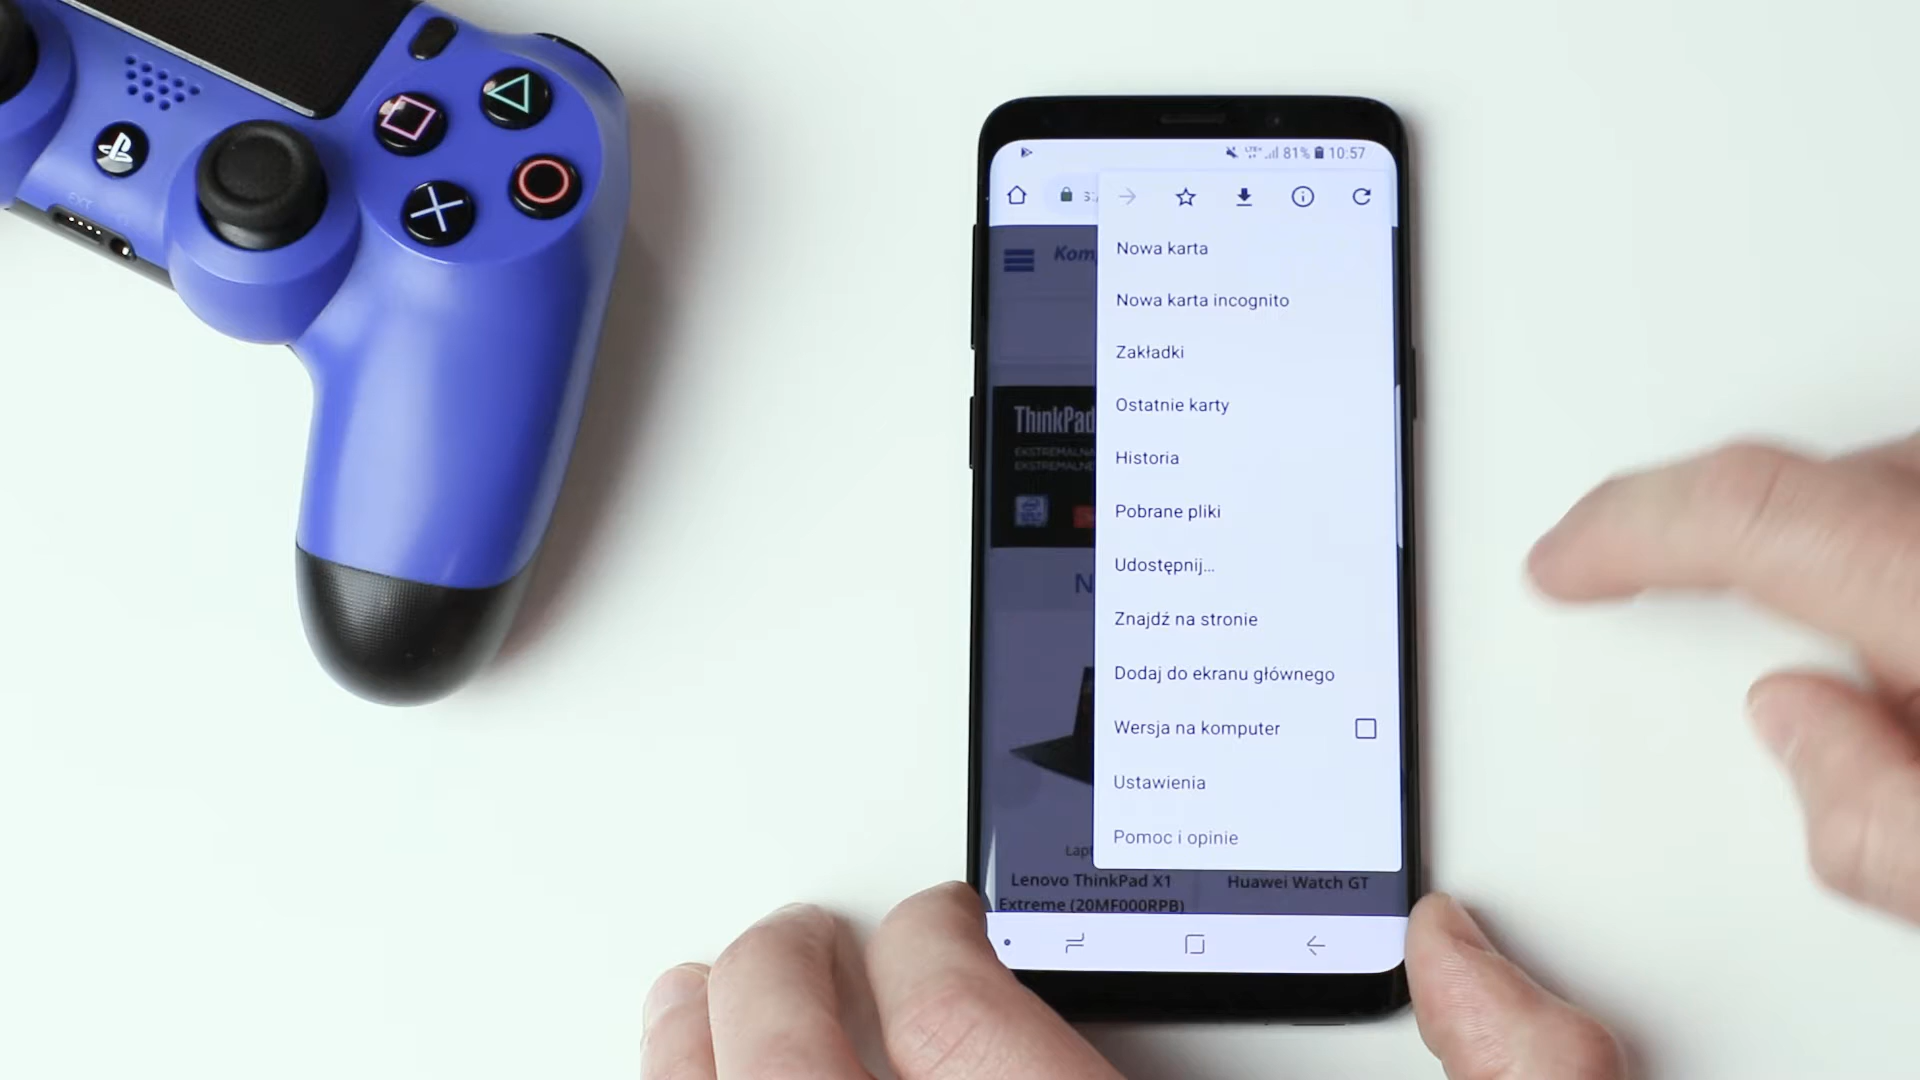 EXT
81% 10:57
Nowa karta
Nowa karta incognito
Zakładki
Ostatnie karty
Historia
Pobrane pliki
Udostępnij...
Znajdź na stronie
Dodaj do ekranu głównego
Wersja na komputer
Ustawienia
Pomoc i opinie
ThinkPad
Lenovo ThinkPad X1
Extreme (20MF000RPB)
Huawei Watch GT